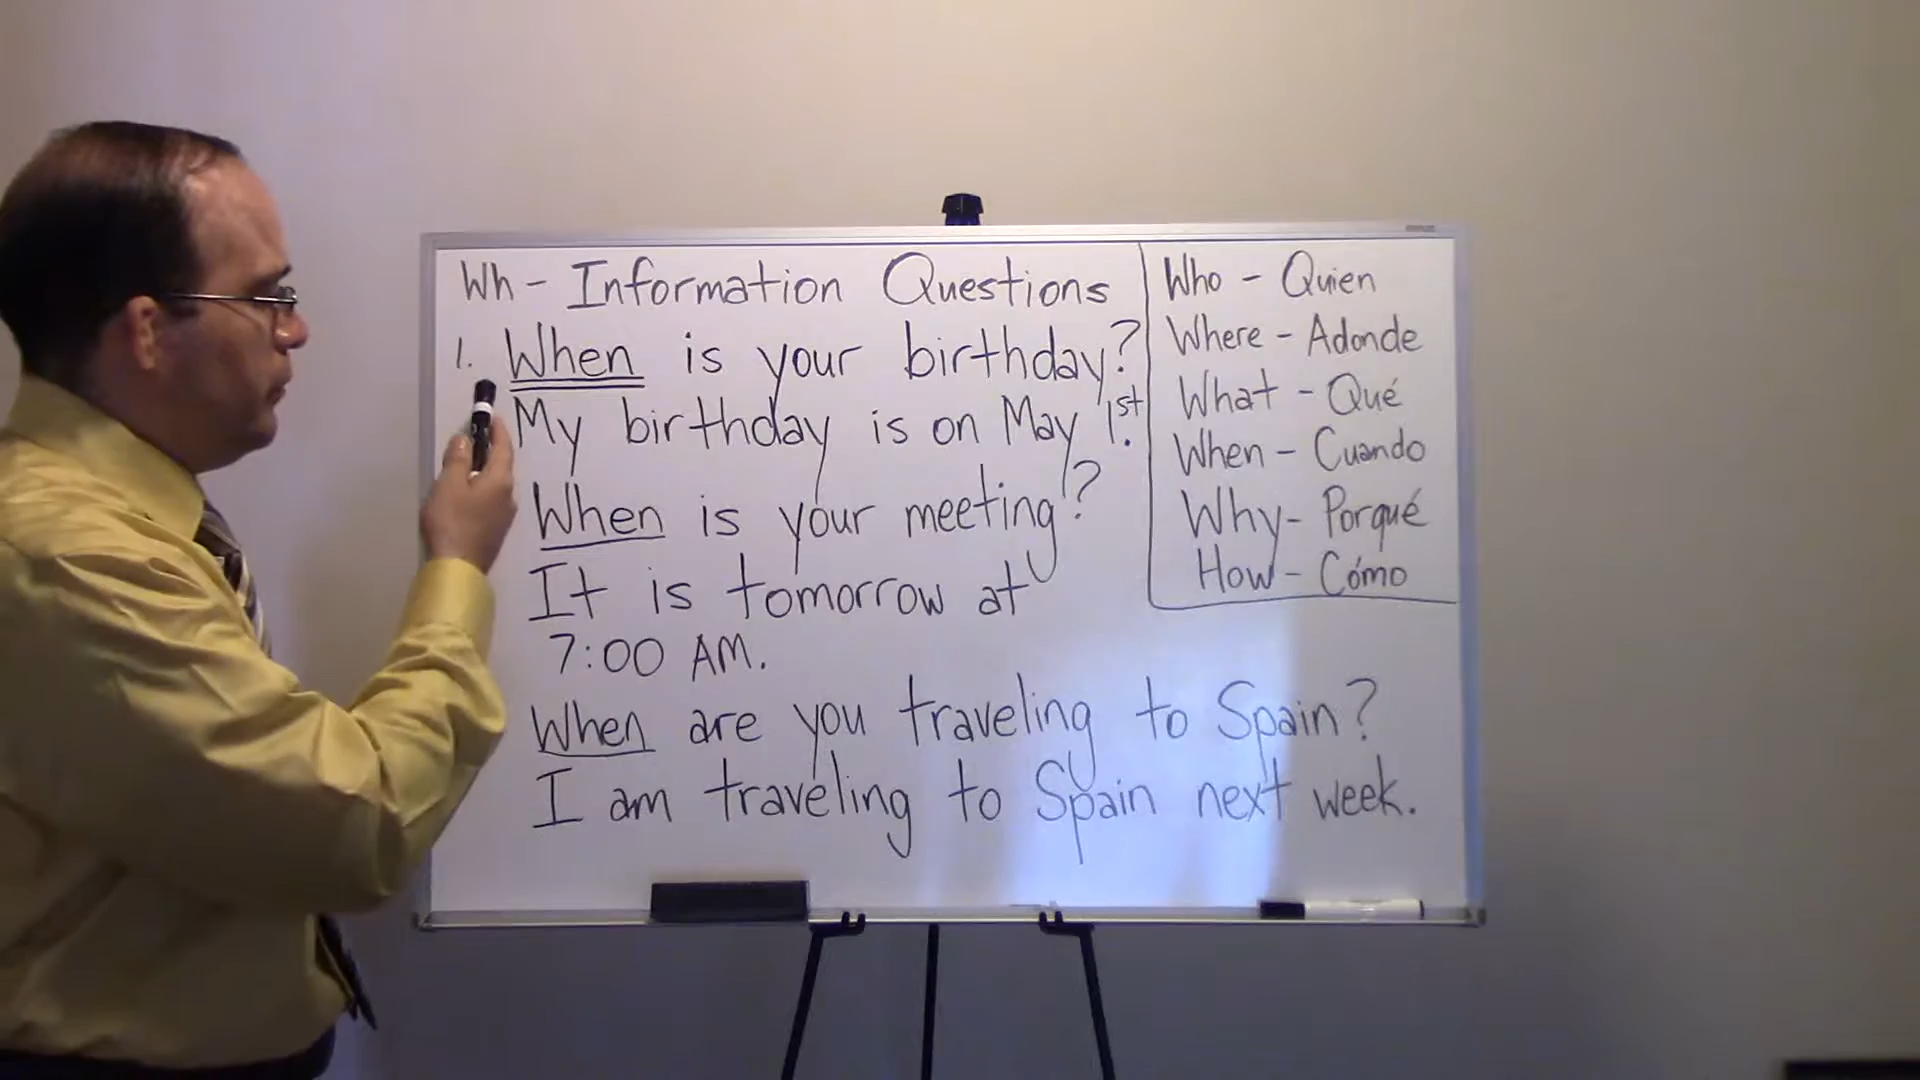 Wh - Information Questions
1. When is your birthday?
My birthday is on May 1st.
When is your meeting?
It is tomorrow at
7:00 AM.
When are you traveling to Spain?
I am traveling to Spain next week.
Who - Quien
Where - Adonde
What - Qué
When - Cuando
Why - Porqué
How - Cómo